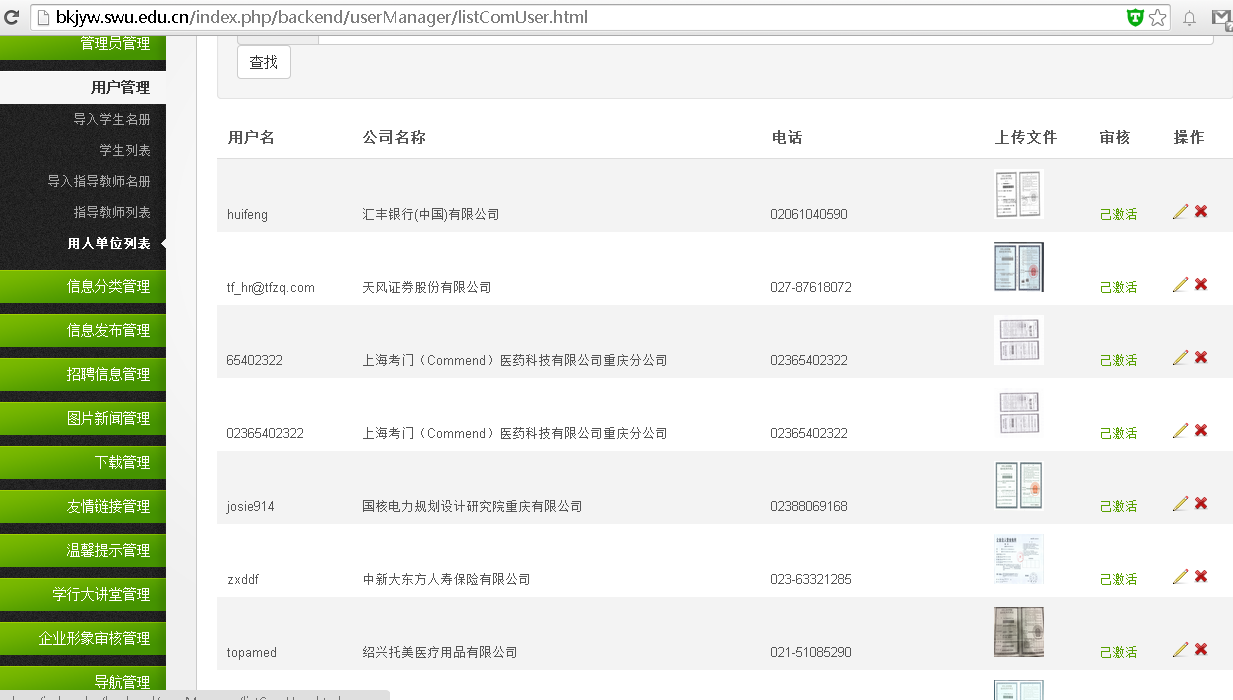 bkjyw.swu.edu.cn/index.php/backend/userManager/listComUser.html
管理员管理
用户管理
导入学生名册
学生列表
导入指导教师名册
指导教师列表
用人单位列表
信息分类管理
信息发布管理
招聘信息管理
图片新闻管理
下载管理
友情链接管理
温馨提示管理
学行大讲堂管理
企业形象审核管理
导航管理
查找
用户名 公司名称 电话 上传文件 审核 操作
huifeng 汇丰银行(中国)有限公司 02061040590 已激活
tf_hr@tfzq.com 天风证券股份有限公司 027-87618072 已激活
65402322 上海考门（Commend）医药科技有限公司重庆分公司 02365402322 已激活
02365402322 上海考门（Commend）医药科技有限公司重庆分公司 02365402322 已激活
josie914 国核电力规划设计研究院重庆有限公司 02388069168 已激活
zxddf 中新大东方人寿保险有限公司 023-63321285 已激活
topamed 绍兴托美医疗用品有限公司 021-51085290 已激活